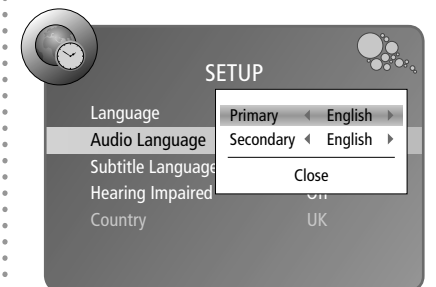 SETUP
Language
Primary English
Audio Language
Secondary English
Subtitle Language
Close
Hearing Impaired
Country UK